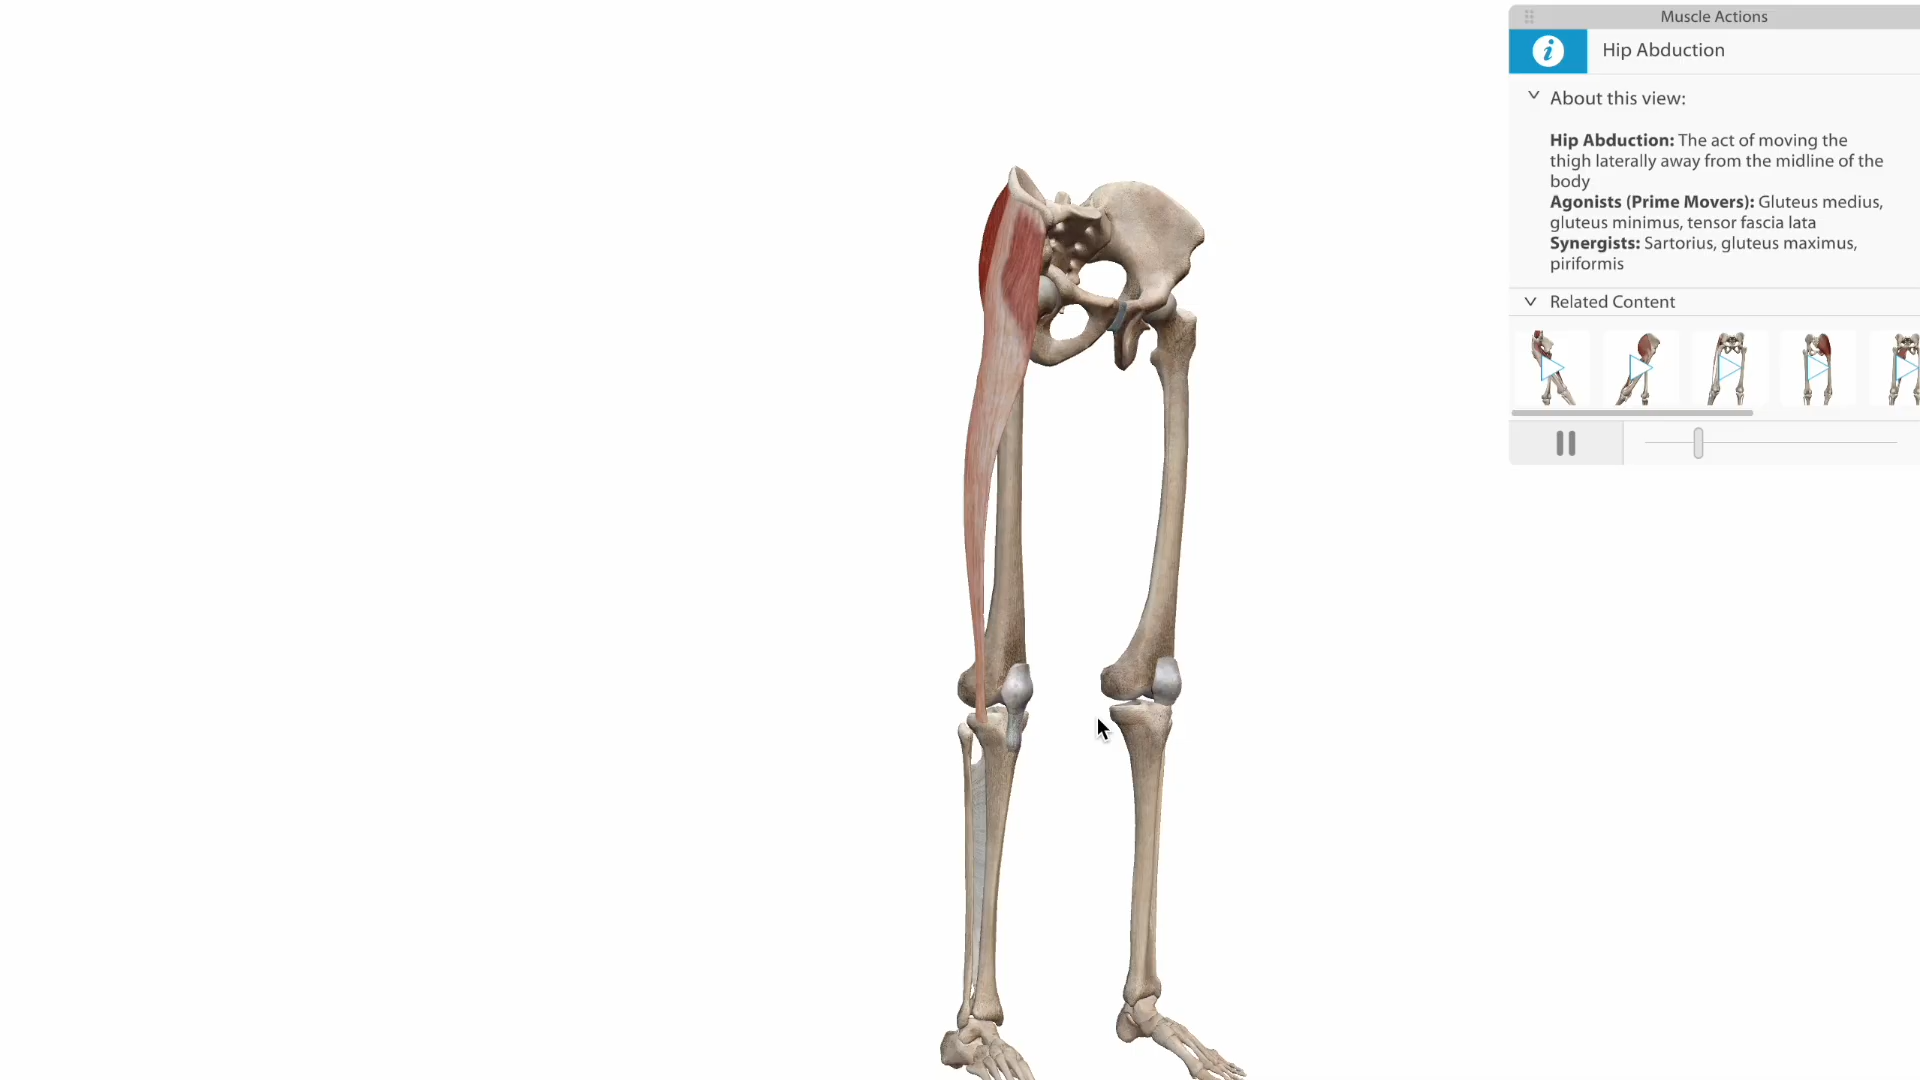 Muscle Actions
Hip Abduction
About this view:
Hip Abduction: The act of moving the
thigh laterally away from the midline of the
body
Agonists (Prime Movers): Gluteus medius,
gluteus minimus, tensor fascia lata
Synergists: Sartorius, gluteus maximus,
piriformis
Related Content